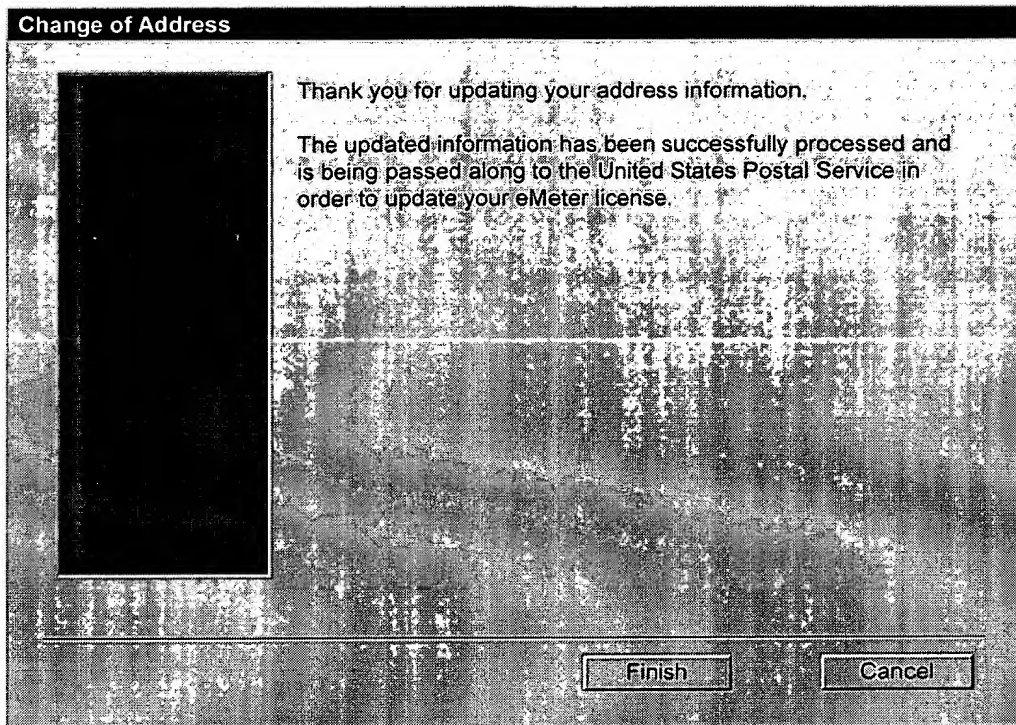 Change of Address
Thank you for updating your address information.
The updated information has been successfully processed and
is being passed along to the United States Postal Service in
order to update your eMeter license.
Finish
Cancel